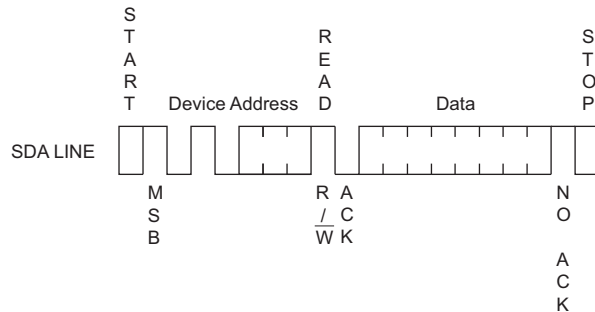 START
READ
STOP
Device Address
Data
SDA LINE
MSB
R/W
ACK
NO ACK